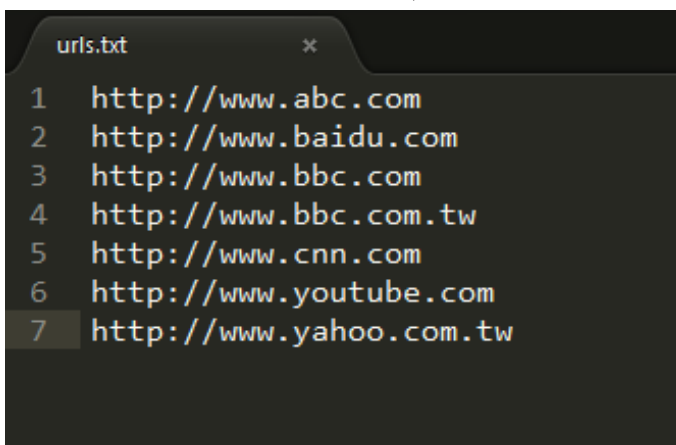 urls.txt ×
1 http://www.abc.com
2 http://www.baidu.com
3 http://www.bbc.com
4 http://www.bbc.com.tw
5 http://www.cnn.com
6 http://www.youtube.com
7 http://www.yahoo.com.tw